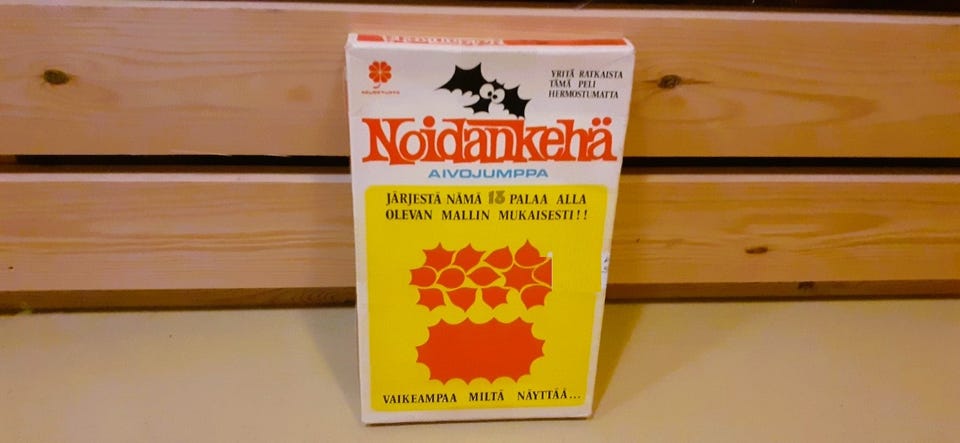 YRITÄ RATKAISTA
TÄMÄ PELI
HERMOSTUMATTA
Noidankehä
AIVOJUMPPA
JÄRJESTÄ NÄMÄ 13 PALAA ALLA
OLEVAN MALLIN MUKAISESTI!!
VAIKEAMPAA MILTÄ NÄYTTÄÄ...